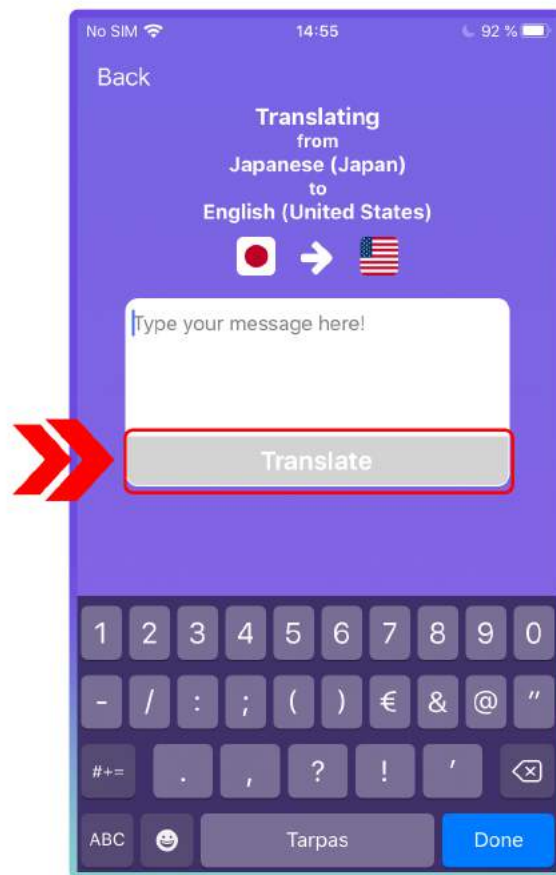 No SIM 14:55 92 %
Back
Translating
from
Japanese (Japan)
to
English (United States)
Type your message here!
Translate
1 2 3 4 5 6 7 8 9 0
- / : ; ( ) € & @ "
#+= . , ? ! '
ABC Tarpas Done